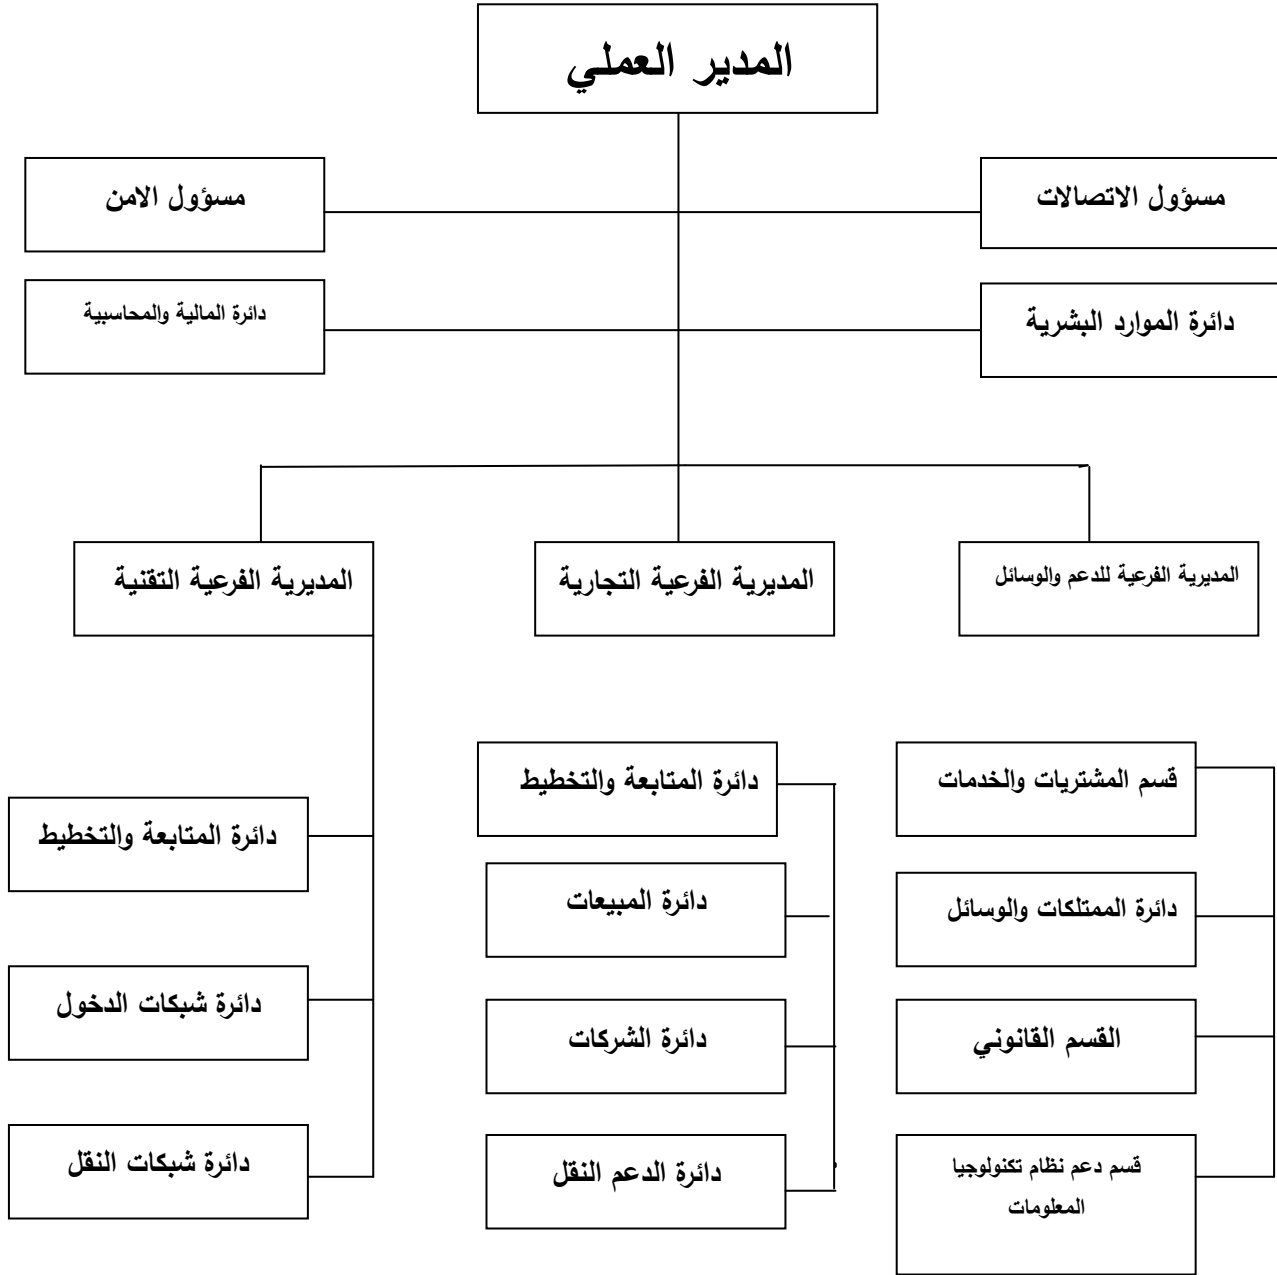 المدير العملي
مسؤول الاتصالات
مسؤول الامن
دائرة الموارد البشرية
دائرة المالية والمحاسبية
المديرية الفرعية للدعم والوسائل
المديرية الفرعية التجارية
المديرية الفرعية التقنية
قسم المشتريات والخدمات
دائرة الممتلكات والوسائل
القسم القانوني
قسم دعم نظام تكنولوجيا
المعلومات
دائرة المتابعة والتخطيط
دائرة المبيعات
دائرة الشركات
دائرة الدعم النقل
دائرة المتابعة والتخطيط
دائرة شبكات الدخول
دائرة شبكات النقل